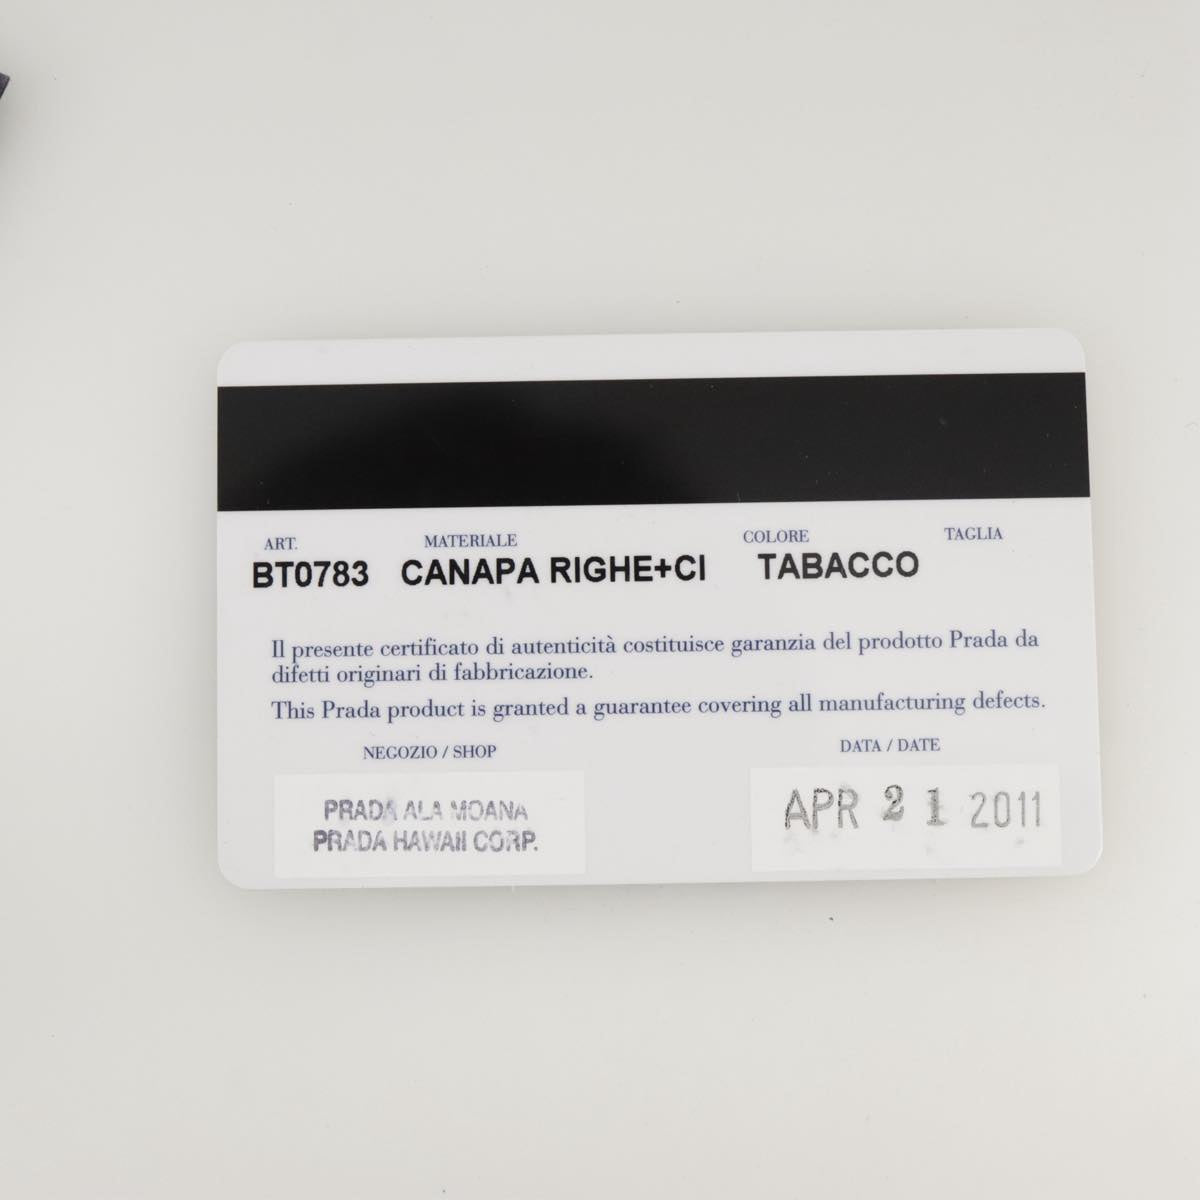 ART. MATERIALE COLORE TAGLIA
BT0783 CANAPA RIGHE+CI TABACCO
Il presente certificato di autenticità costituisce garanzia del prodotto Prada da
difetti originari di fabbricazione.
This Prada product is granted a guarantee covering all manufacturing defects.
NEGOZIO / SHOP DATA / DATE
PRADA ALA MOANA
PRADA HAWAII CORP.
APR 21 2011